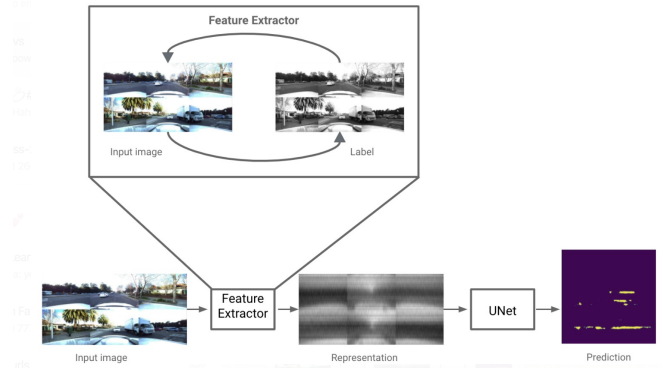 Feature Extractor
Input image
Label
Feature
Extractor
UNet
Input image
Representation
Prediction